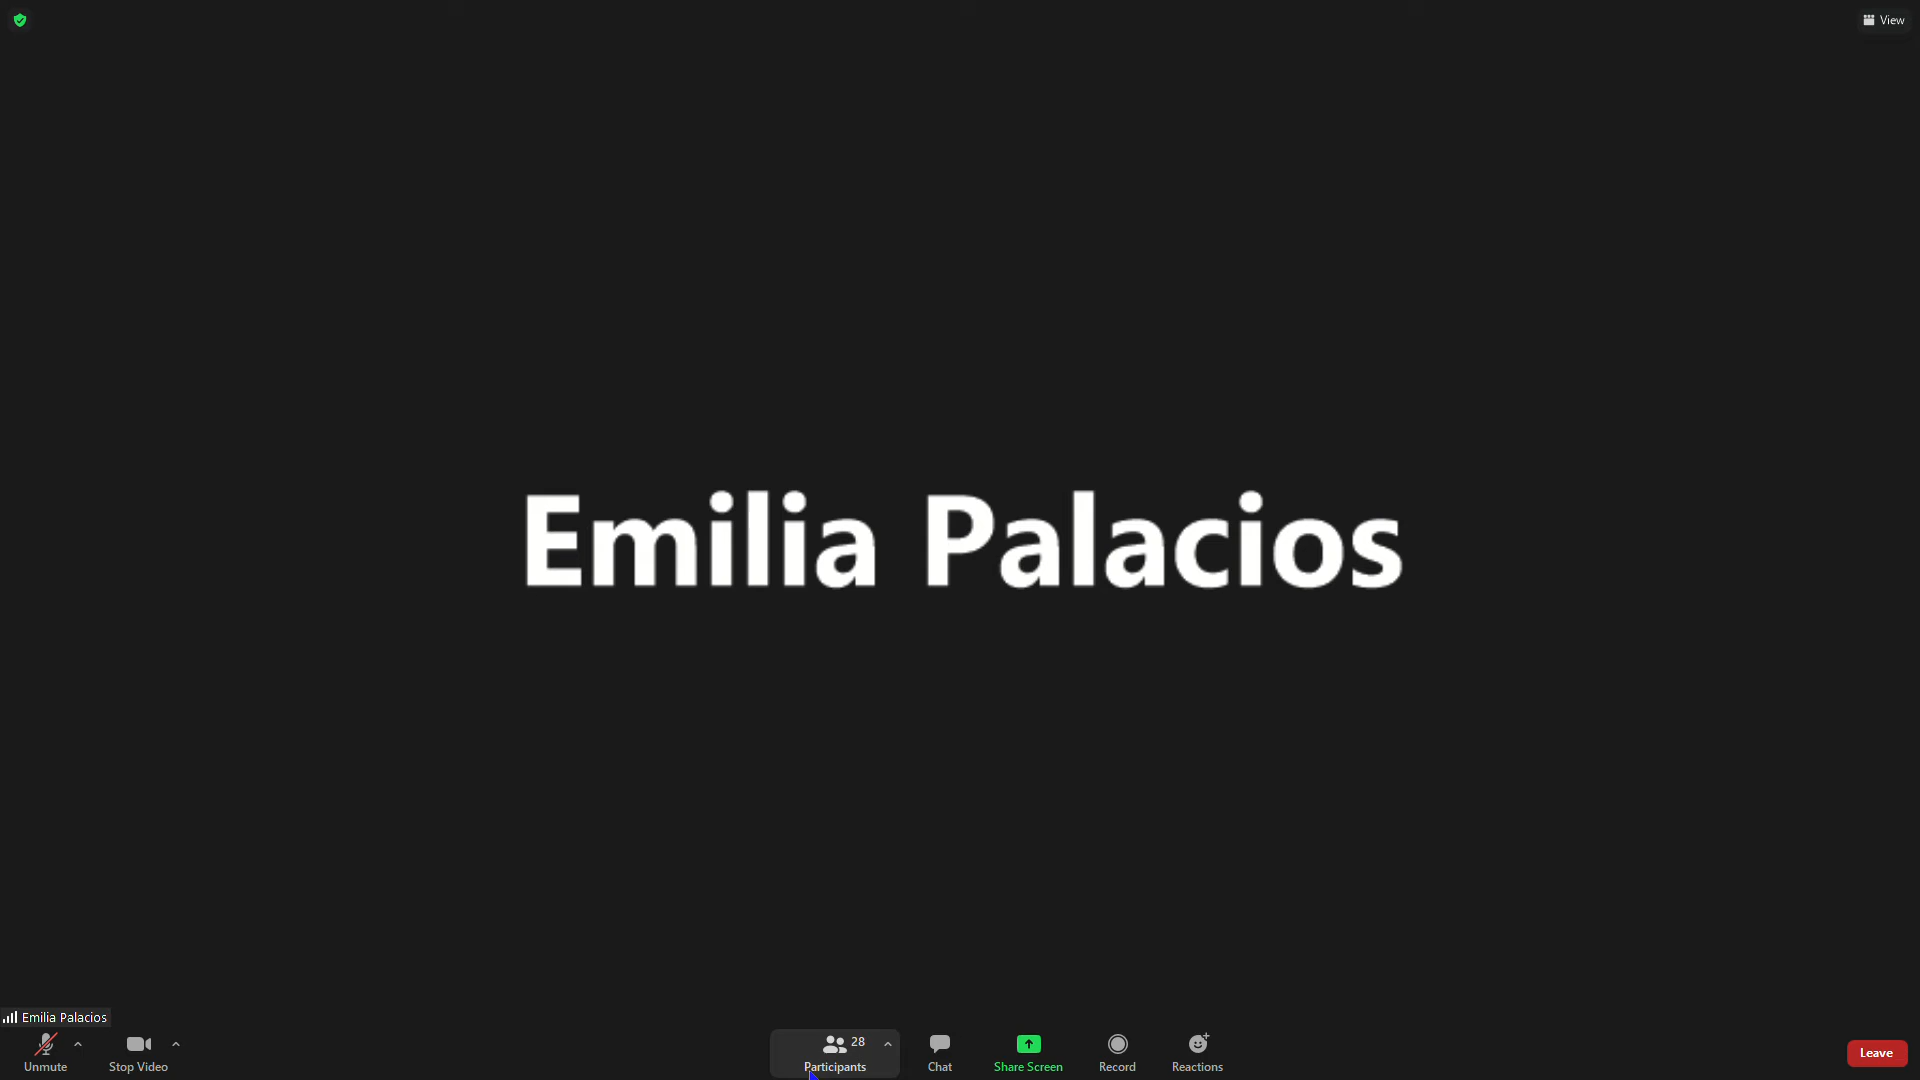 View
Emilia Palacios
Emilia Palacios
Unmute
Stop Video
28
Participants
Chat
Share Screen
Record
Reactions
Leave